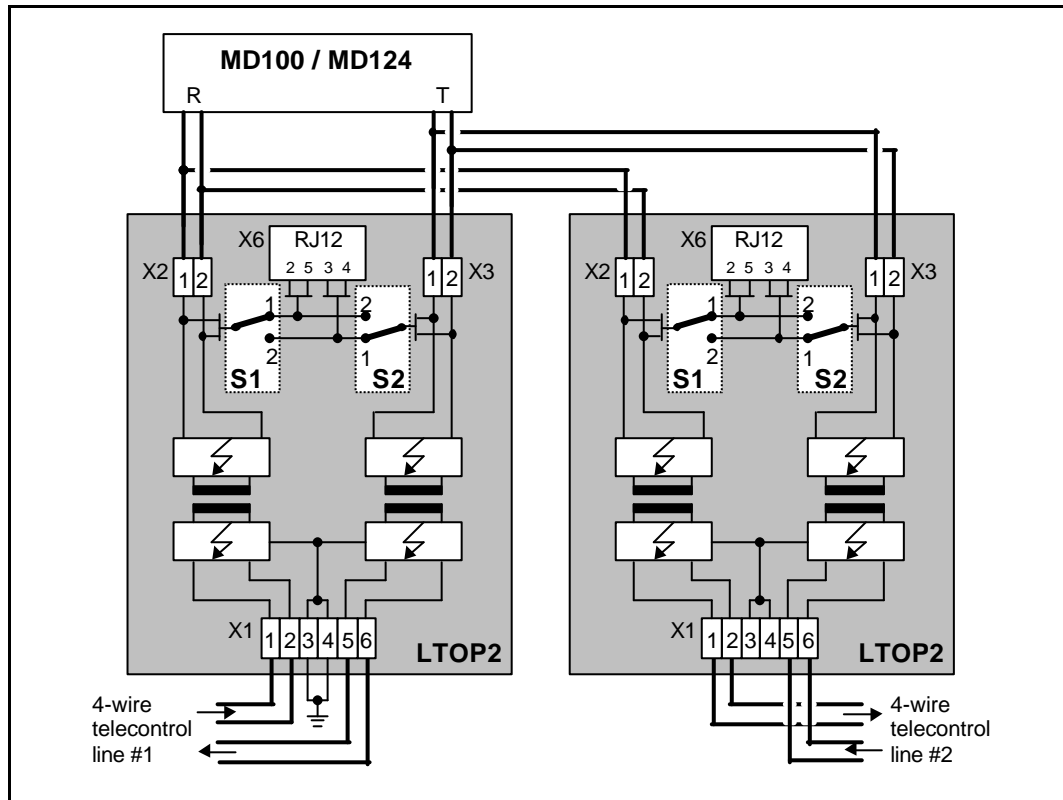 MD100 / MD124
R T
X6 RJ12 X6 RJ12
X2 1 2 2 5 3 4 1 2 X3 X2 1 2 2 5 3 4 1 2 X3
1 2 1 2
2 1 2 1
S1 S2 S1 S2
X1 1 2 3 4 5 6 X1 1 2 3 4 5 6
LTOP2 LTOP2
4-wire
telecontrol
line #1
4-wire
telecontrol
line #2